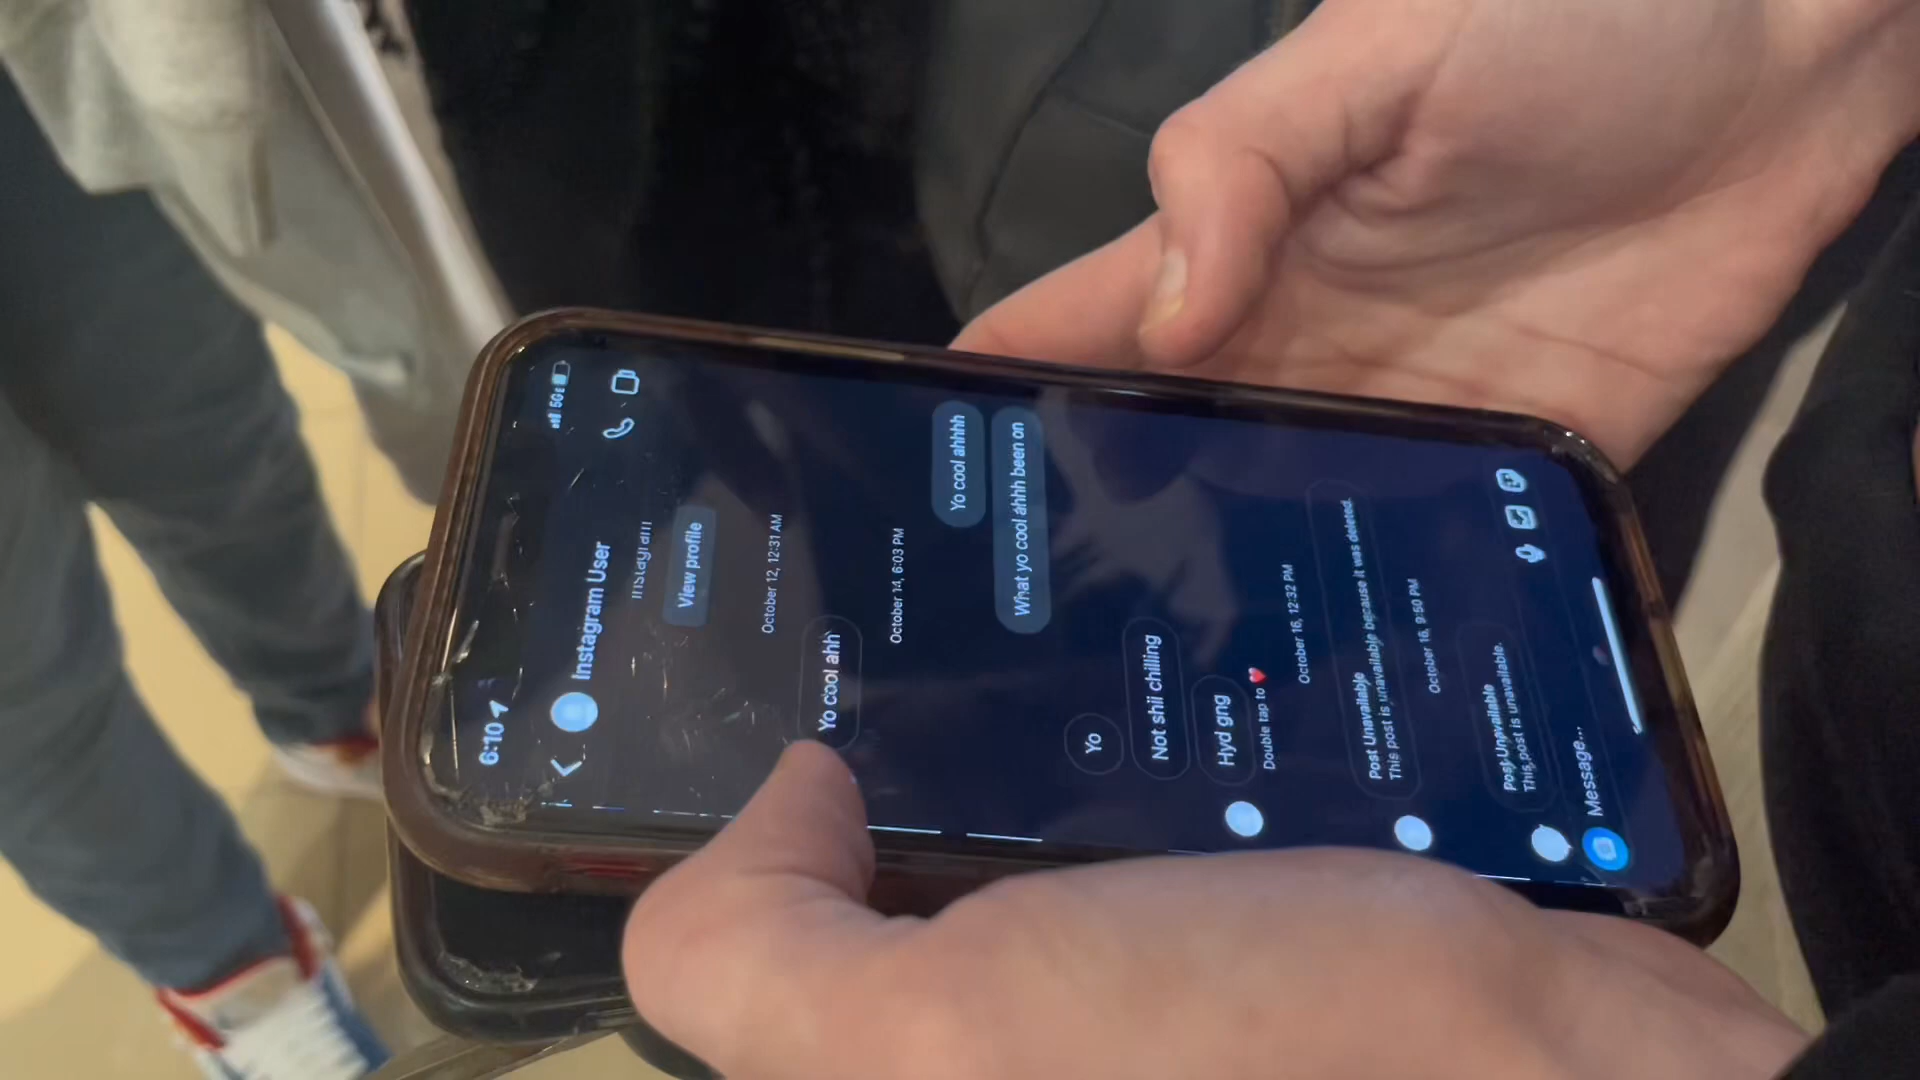 6:10
5G
Instagram User
Instagram
View profile
October 12, 12:31 AM
Yo cool ahh
October 14, 6:03 PM
Yo cool ahhhh
What yo cool ahhh been on
Yo
Not shii chilling
Hyd gng
Double tap to ❤️
October 16, 12:32 PM
Post Unavailable
This post is unavailable because it was deleted.
October 16, 9:50 PM
Post Unavailable
This post is unavailable.
Message...